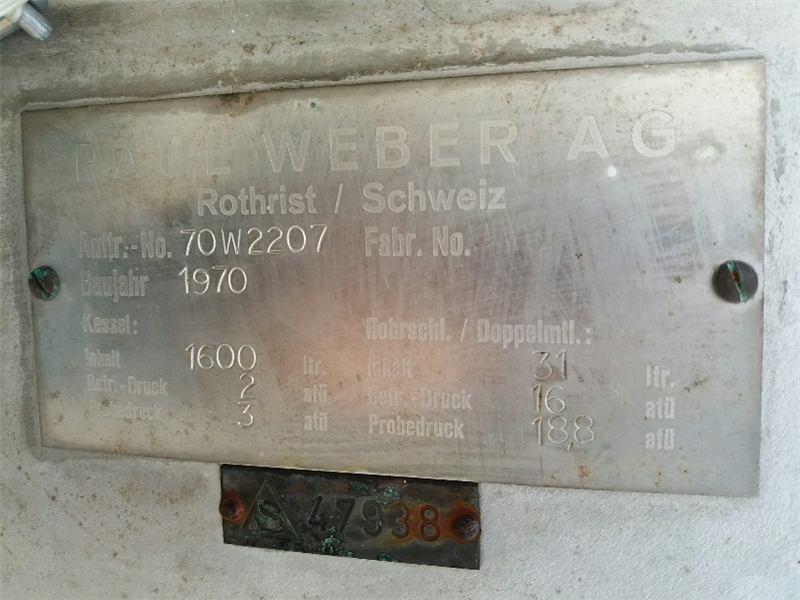 PAUL WEBER AG
Rothrist / Schweiz
Auftr.-No. 70W2207 Fabr. No.
Baujahr 1970
Kessel: Rohrschl. / Doppelmtl.:
Inhalt 1600 ltr. Inhalt 31 ltr.
Betr.-Druck 2 atü Betr.-Druck 16 atü
Probedruck 3 atü Probedruck 18,8 atü
S 47938